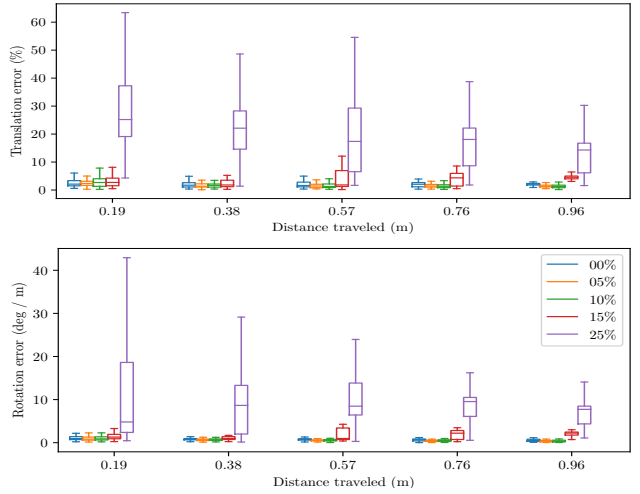 60
50
40
30
20
10
0
Translation error (%)
0.19 0.38 0.57 0.76 0.96
Distance traveled (m)
40
30
20
10
0
Rotation error (deg / m)
00%
05%
10%
15%
25%
0.19 0.38 0.57 0.76 0.96
Distance traveled (m)